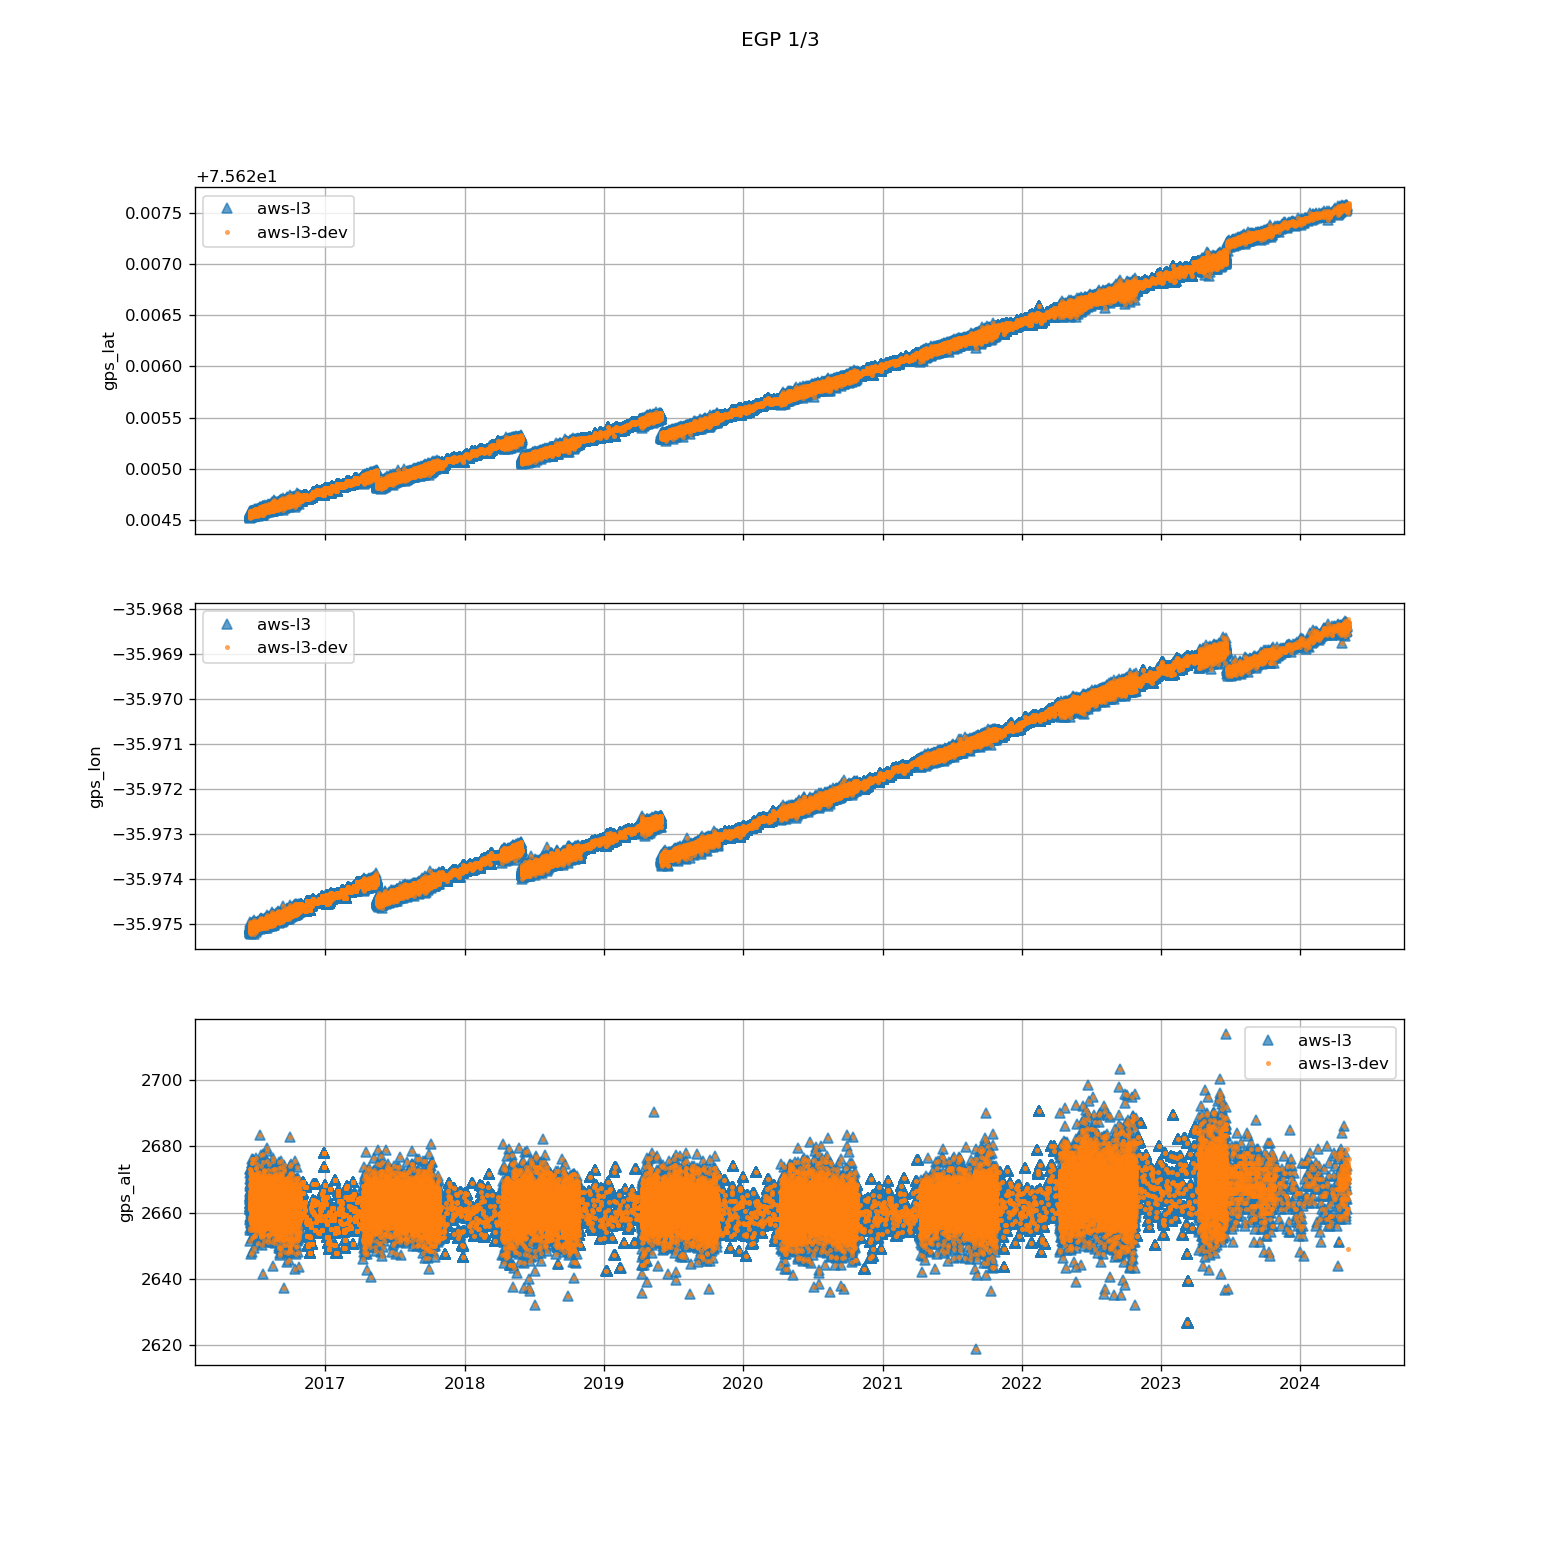 EGP 1/3
+7.562e1
0.0075
0.0070
0.0065
0.0060
0.0055
0.0050
0.0045
gps_lat
aws-l3
aws-l3-dev
−35.968
−35.969
−35.970
−35.971
−35.972
−35.973
−35.974
−35.975
gps_lon
aws-l3
aws-l3-dev
2700
2680
2660
2640
2620
gps_alt
aws-l3
aws-l3-dev
2017 2018 2019 2020 2021 2022 2023 2024